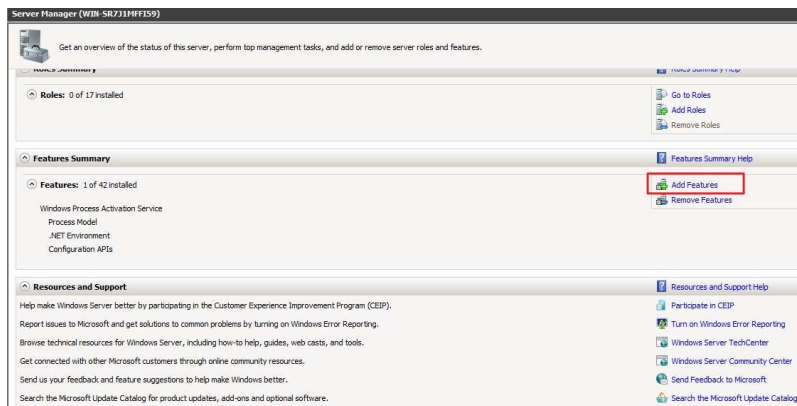 Server Manager (WIN-SR7J1MFFI59)
Get an overview of the status of this server, perform top management tasks, and add or remove server roles and features.
Roles Summary
Roles Summary Help
Roles: 0 of 17 installed
Go to Roles
Add Roles
Remove Roles
Features Summary
Features Summary Help
Features: 1 of 42 installed
Add Features
Remove Features
Windows Process Activation Service
Process Model
.NET Environment
Configuration APIs
Resources and Support
Resources and Support Help
Help make Windows Server better by participating in the Customer Experience Improvement Program (CEIP).
Participate in CEIP
Report issues to Microsoft and get solutions to common problems by turning on Windows Error Reporting.
Turn on Windows Error Reporting
Browse technical resources for Windows Server, including how-to help, guides, web casts, and tools.
Windows Server TechCenter
Get connected with other Microsoft customers through online community resources.
Windows Server Community Center
Send us your feedback and feature suggestions to help make Windows better.
Send Feedback to Microsoft
Search the Microsoft Update Catalog for product updates, add-ons and optional software.
Search the Microsoft Update Catalog